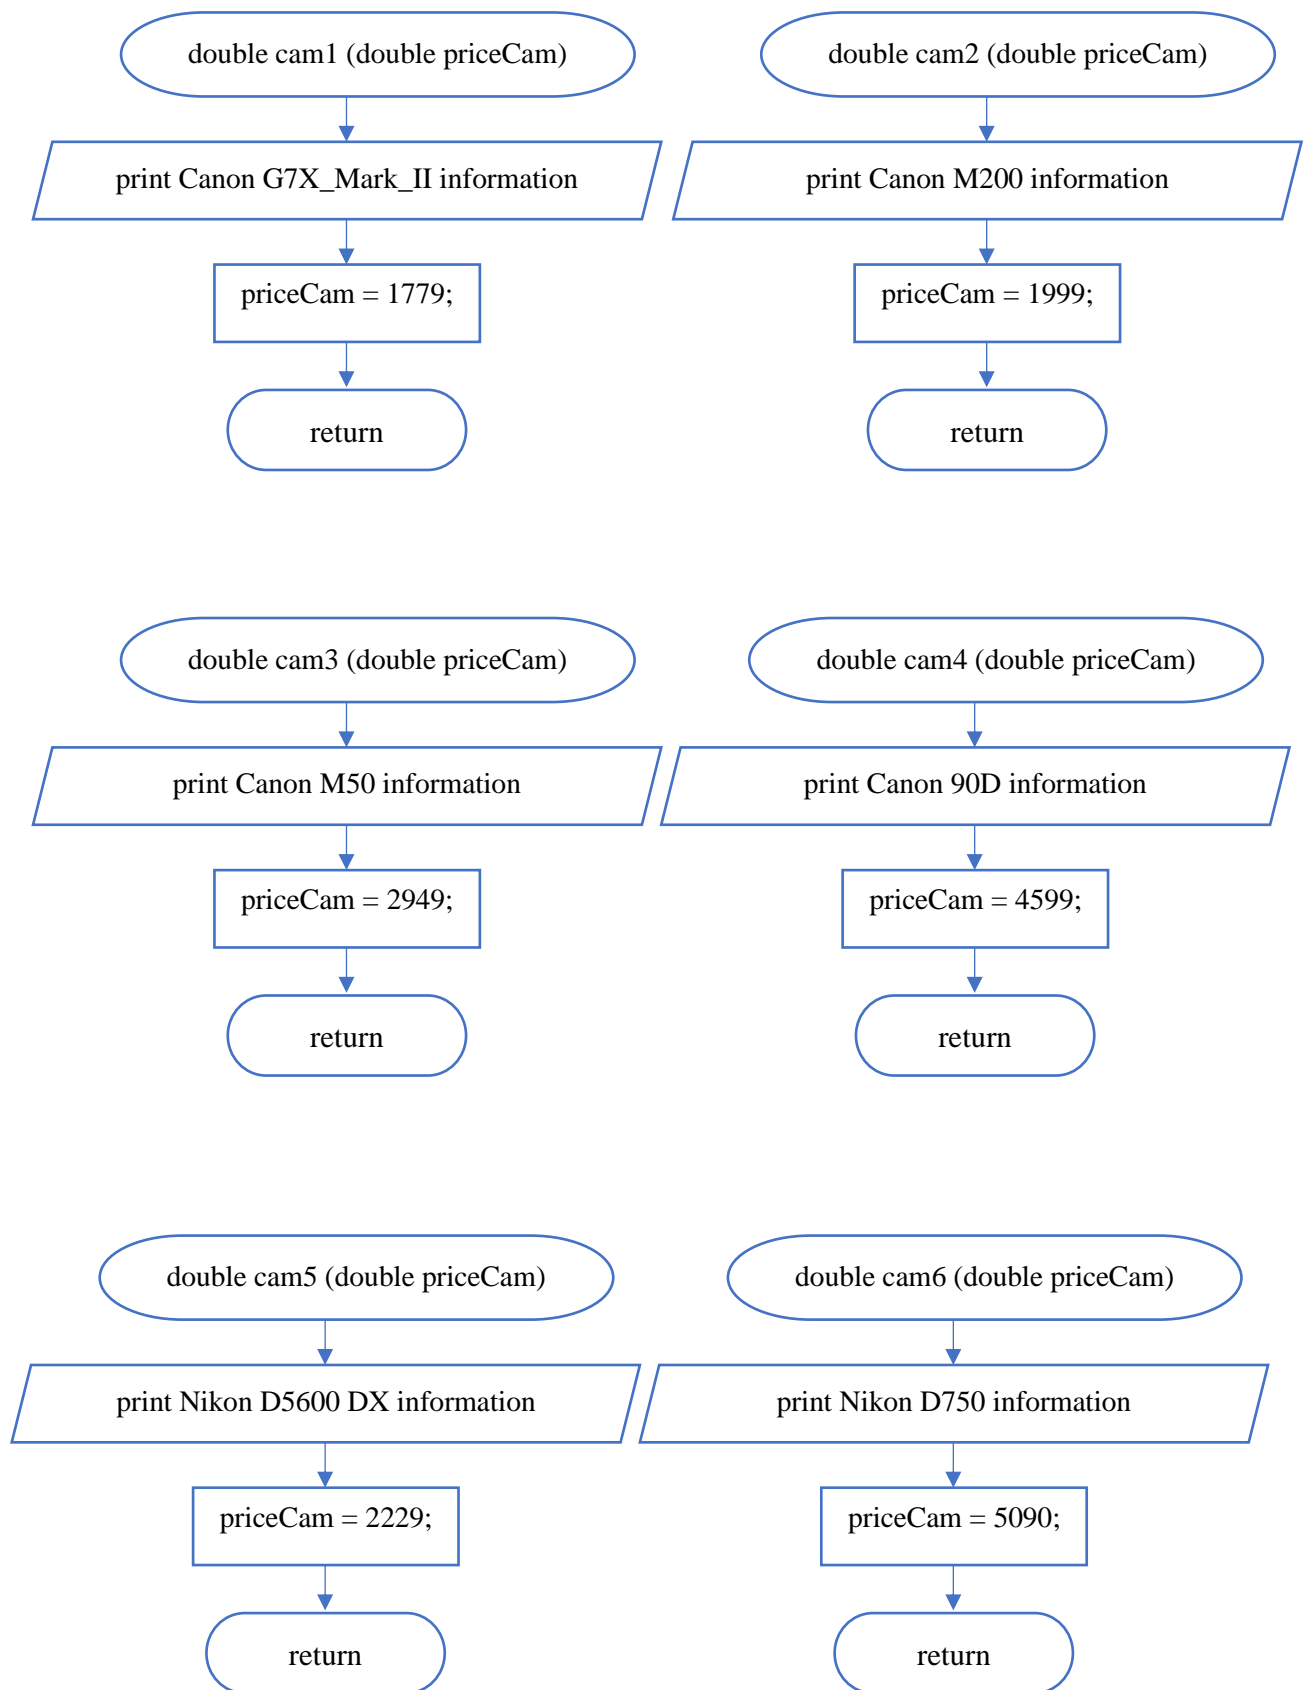 double cam1 (double priceCam)
print Canon G7X_Mark_II information
priceCam = 1779;
return
double cam2 (double priceCam)
print Canon M200 information
priceCam = 1999;
return
double cam3 (double priceCam)
print Canon M50 information
priceCam = 2949;
return
double cam4 (double priceCam)
print Canon 90D information
priceCam = 4599;
return
double cam5 (double priceCam)
print Nikon D5600 DX information
priceCam = 2229;
return
double cam6 (double priceCam)
print Nikon D750 information
priceCam = 5090;
return